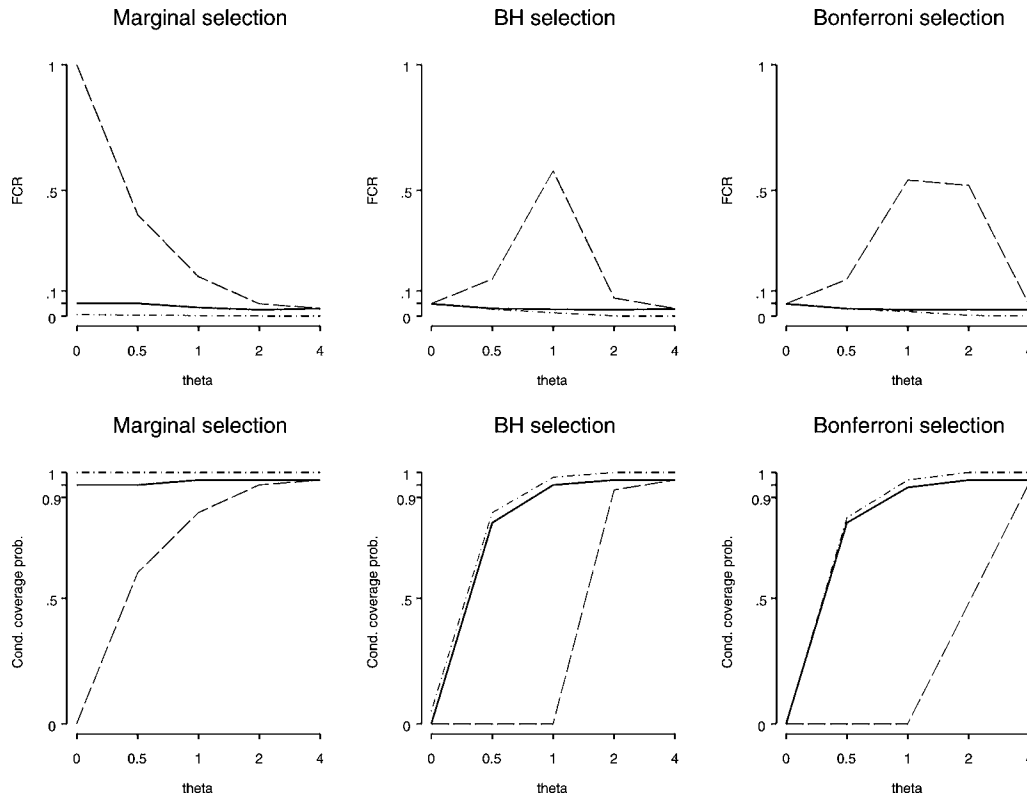 Marginal selection
BH selection
Bonferroni selection
1
.5
.1
0
FCR
0 0.5 1 2 4
theta
1
.5
.1
0
FCR
0 0.5 1 2 4
theta
1
.5
.1
0
FCR
0 0.5 1 2 4
theta
Marginal selection
BH selection
Bonferroni selection
1
0.9
.5
0
Cond. coverage prob.
0 0.5 1 2 4
theta
1
0.9
.5
0
Cond. coverage prob.
0 0.5 1 2 4
theta
1
0.9
.5
0
Cond. coverage prob.
0 0.5 1 2 4
theta